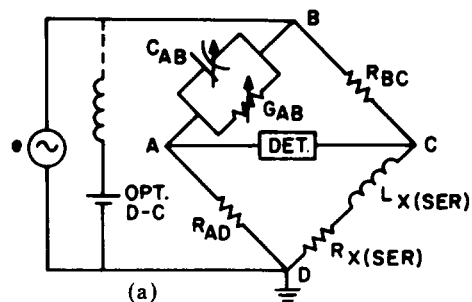 B
C_AB
G_AB
R_BC
e
A
DET.
C
OPT.
D-C
R_AD
L_X(SER)
R_X(SER)
D
(a)